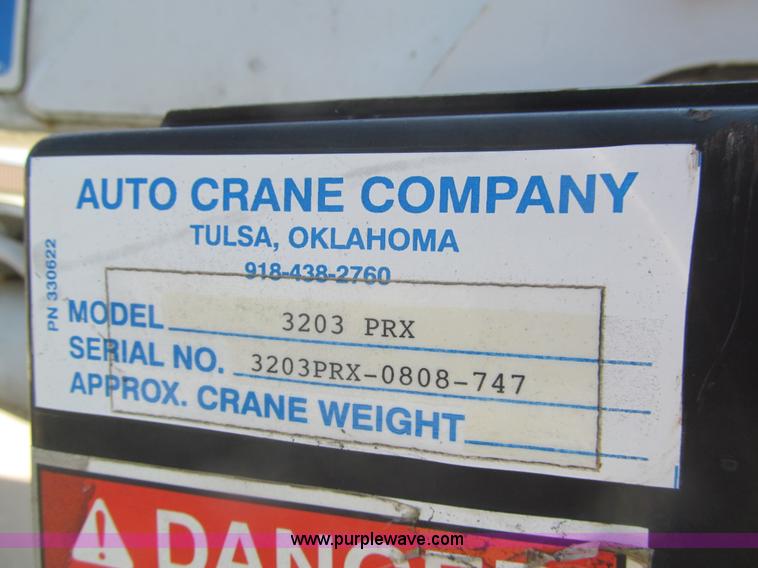 AUTO CRANE COMPANY
TULSA, OKLAHOMA
918-438-2760
PN 330622
MODEL 3203 PRX
SERIAL NO. 3203PRX-0808-747
APPROX. CRANE WEIGHT
DANGER
www.purplewave.com